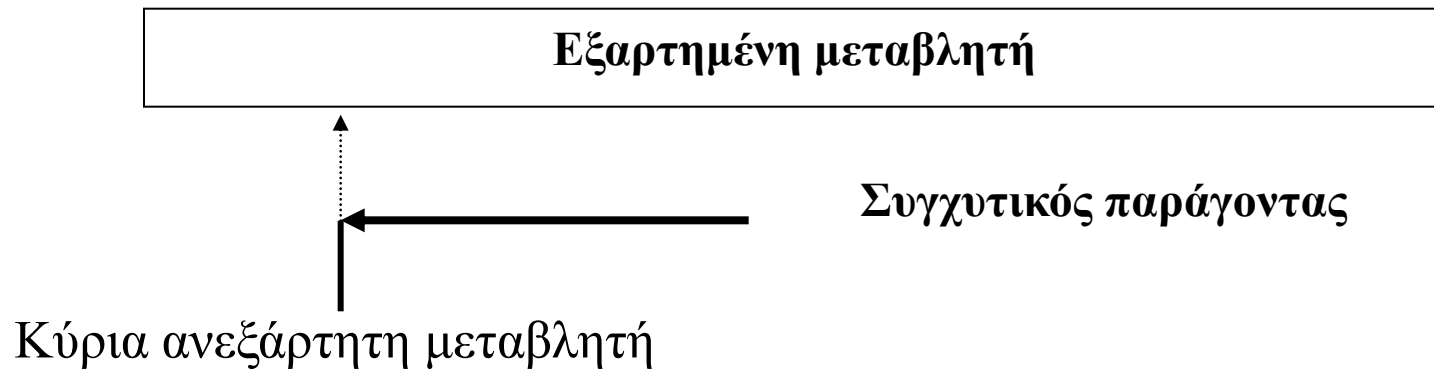 Εξαρτημένη μεταβλητή
Συγχυτικός παράγοντας
Κύρια ανεξάρτητη μεταβλητή